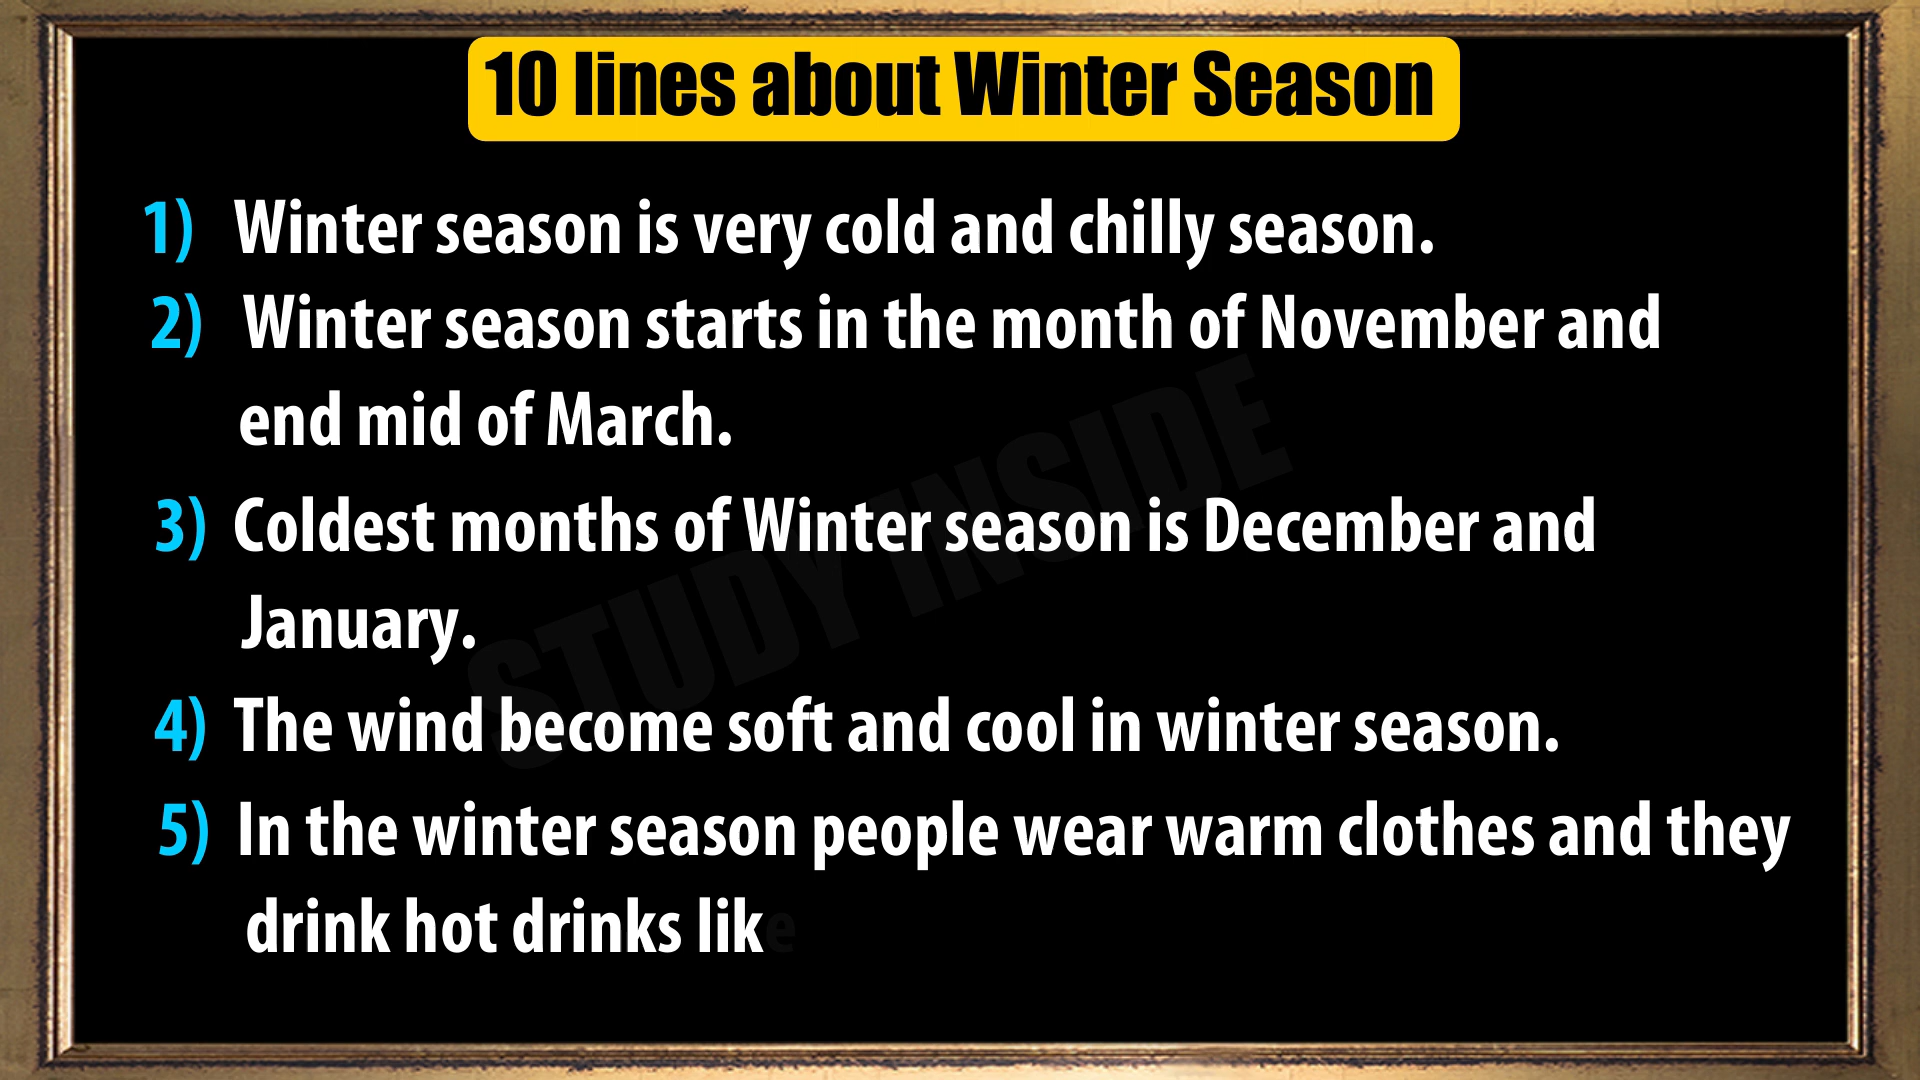 10 lines about Winter Season
1) Winter season is very cold and chilly season.
2) Winter season starts in the month of November and
end mid of March.
3) Coldest months of Winter season is December and
January.
4) The wind become soft and cool in winter season.
5) In the winter season people wear warm clothes and they
drink hot drinks like
STUDY INSIDE